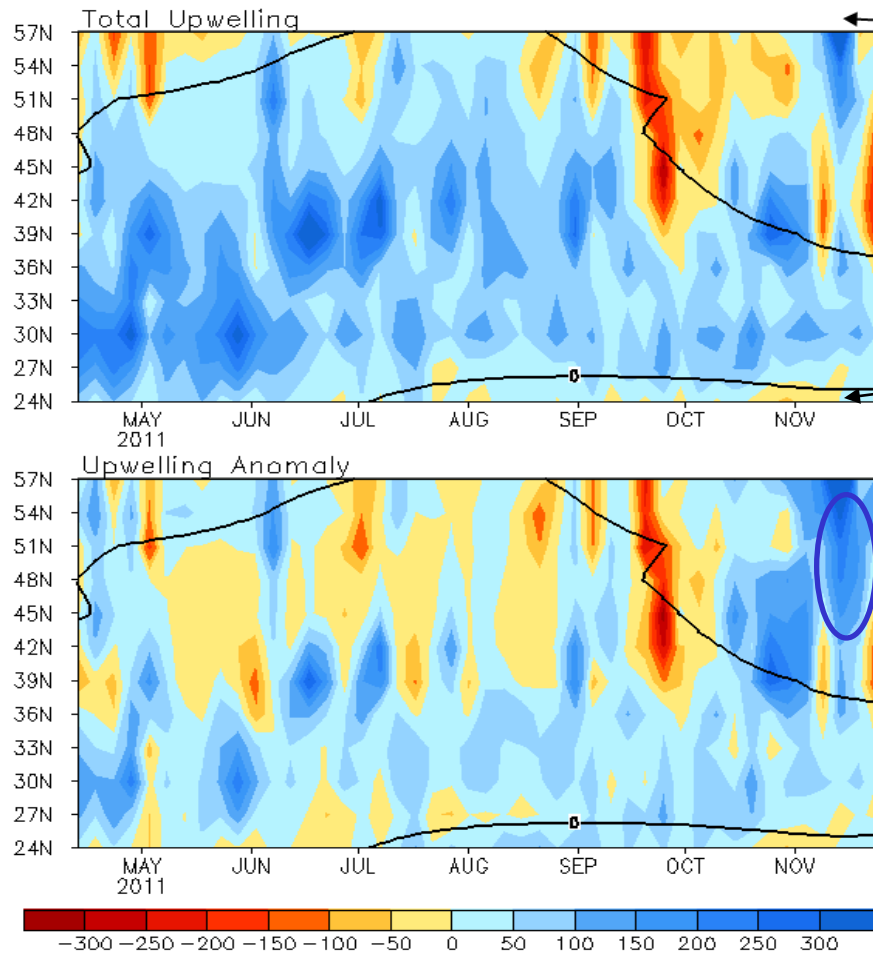 Total Upwelling
57N
54N
51N
48N
45N
42N
39N
36N
33N
30N
27N
24N
0
MAY JUN JUL AUG SEP OCT NOV
2011
Upwelling Anomaly
57N
54N
51N
48N
45N
42N
39N
36N
33N
30N
27N
24N
0
MAY JUN JUL AUG SEP OCT NOV
2011
-300 -250 -200 -150 -100 -50 0 50 100 150 200 250 300